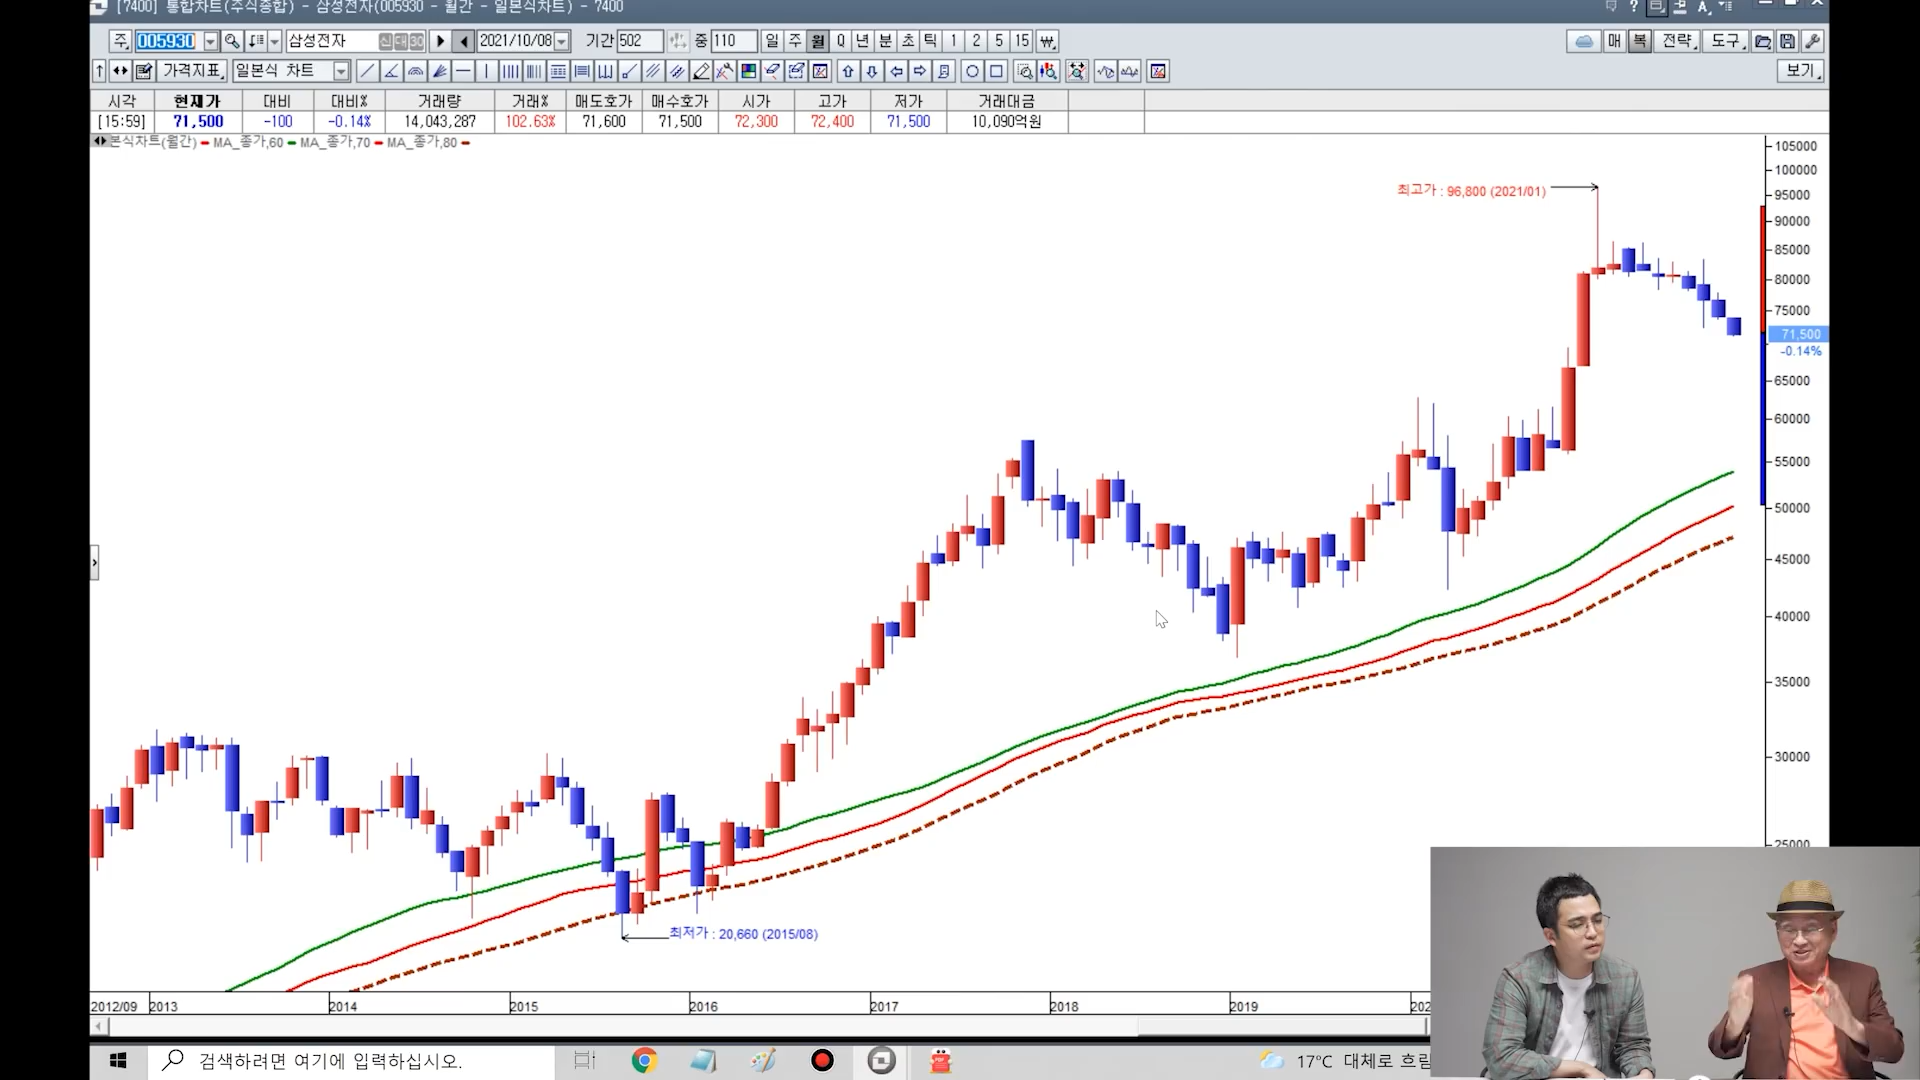 [7400] 통합차트(주식종합) - 삼성전자(005930 - 월간 - 일본식차트) - 7400
주 005930 삼성전자 신 대 30 2021/10/08 기간 502 중 110 일 주 월 Q 년 분 초 틱 1 2 5 15 ₩ 매 복 전략 도구
가격지표 일본식 차트 보기
시각 현재가 대비 대비% 거래량 거래% 매도호가 매수호가 시가 고가 저가 거래대금
[15:59] 71,500 -100 -0.14% 14,043,287 102.63% 71,600 71,500 72,300 72,400 71,500 10,090억원
본식차트(월간) MA_종가,60 MA_종가,70 MA_종가,80
105000
100000
최고가 : 96,800 (2021/01)
95000
90000
85000
80000
75000
71,500
-0.14%
65000
60000
55000
50000
45000
40000
35000
30000
25000
최저가 : 20,660 (2015/08)
2012/09 2013 2014 2015 2016 2017 2018 2019 202
검색하려면 여기에 입력하십시오. 17°C 대체로 흐림